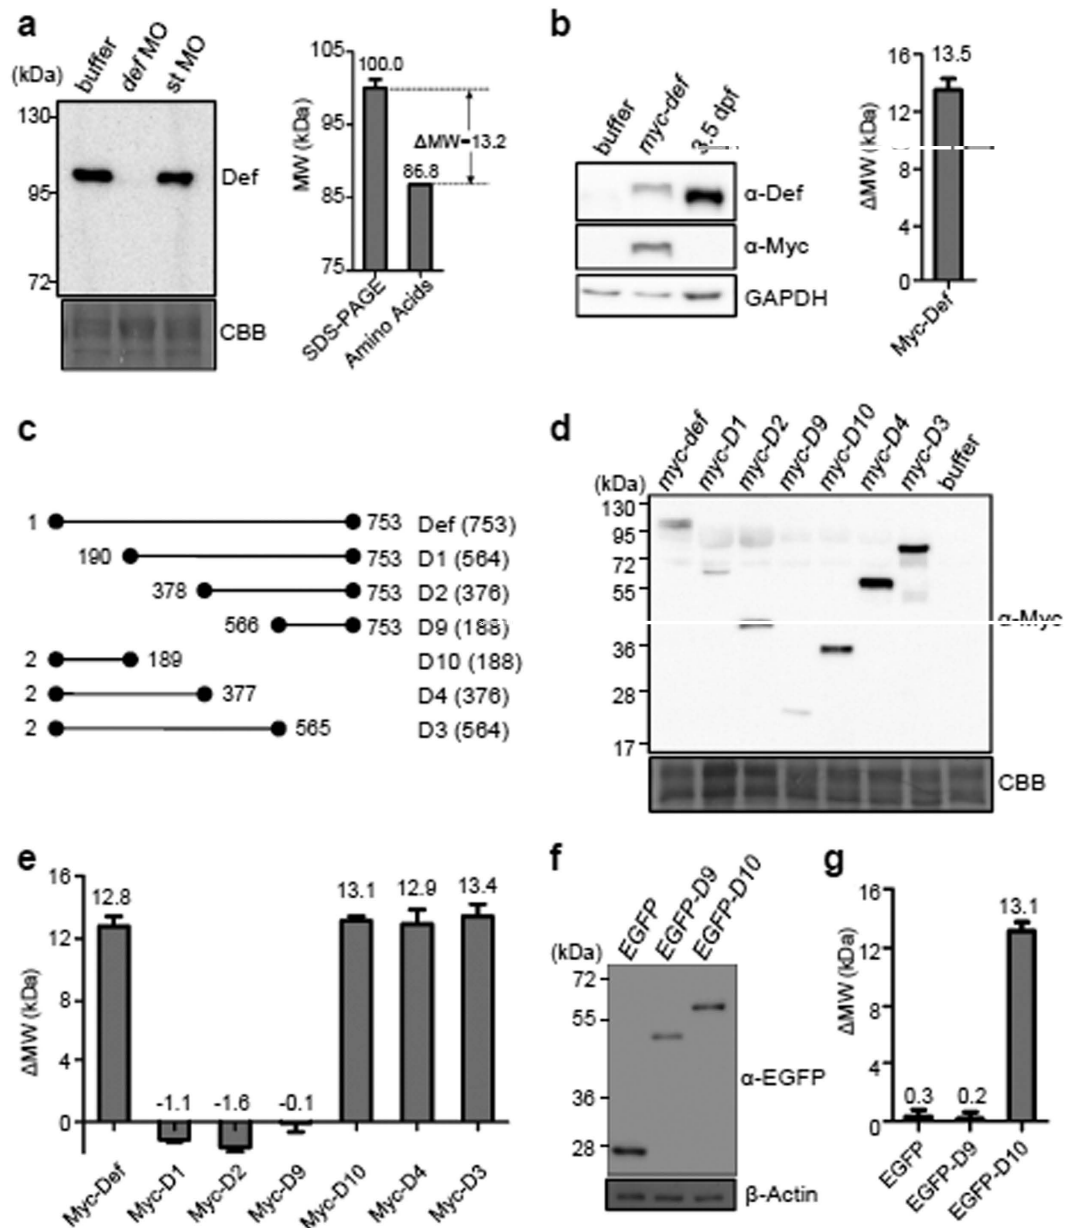 a
(kDa)
buffer
def MO
st MO
130
95
72
Def
CBB
MW (kDa)
105
95
85
75
100.0
ΔMW=13.2
86.8
SDS-PAGE
Amino Acids
b
buffer
myc-def
3.5 dpf
α-Def
α-Myc
GAPDH
ΔMW (kDa)
16
12
8
4
0
13.5
Myc-Def
c
1 753 Def (753)
190 753 D1 (564)
378 753 D2 (376)
566 753 D9 (188)
2 189 D10 (188)
2 377 D4 (376)
2 565 D3 (564)
d
(kDa)
myc-def
myc-D1
myc-D2
myc-D9
myc-D10
myc-D4
myc-D3
buffer
130
95
72
55
36
28
17
α-Myc
CBB
e
ΔMW (kDa)
16
12
8
4
0
12.8
-1.1
-1.6
-0.1
13.1
12.9
13.4
Myc-Def
Myc-D1
Myc-D2
Myc-D9
Myc-D10
Myc-D4
Myc-D3
f
(kDa)
EGFP
EGFP-D9
EGFP-D10
72
55
36
28
α-EGFP
β-Actin
g
ΔMW (kDa)
16
12
8
4
0
0.3
0.2
13.1
EGFP
EGFP-D9
EGFP-D10